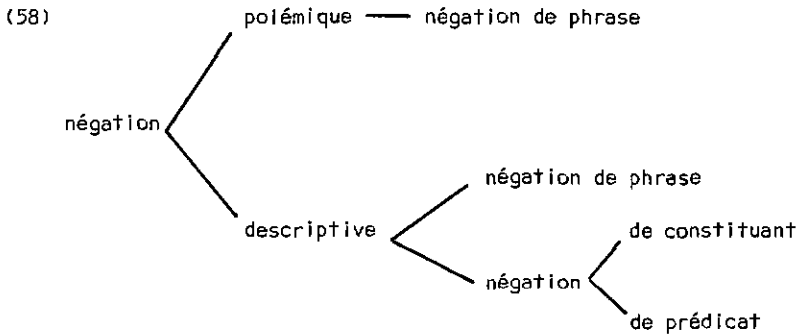 (58) polémique — négation de phrase
négation
négation de phrase
descriptive
de constituant
négation
de prédicat